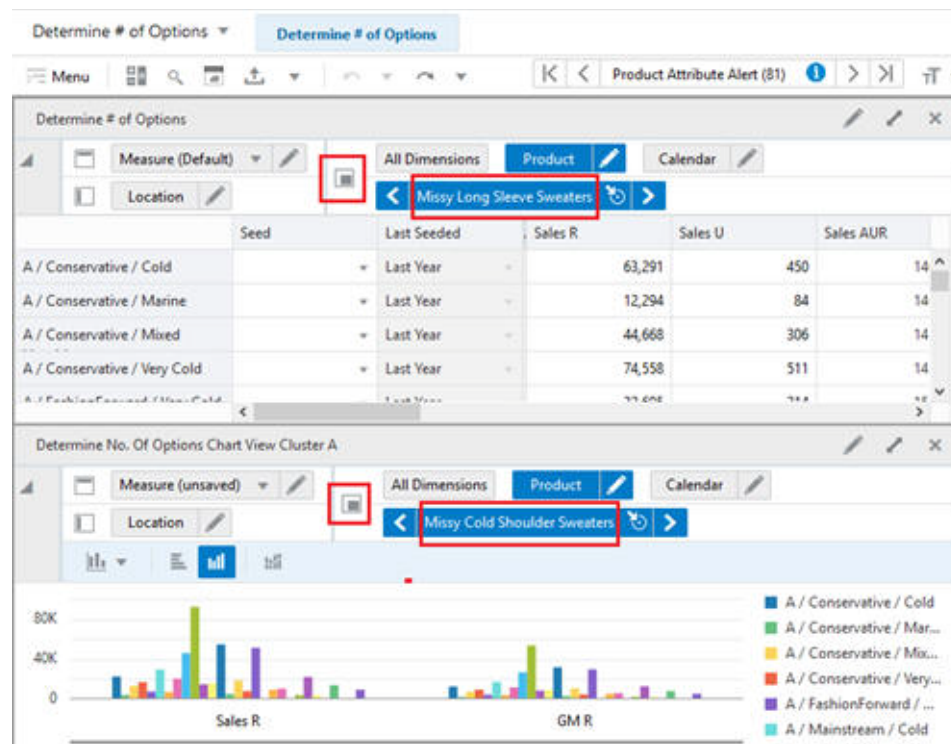 Determine # of Options Determine # of Options
Menu Product Attribute Alert (81)
Determine # of Options
Measure (Default) All Dimensions Product Calendar
Location Missy Long Sleeve Sweaters
Seed Last Seeded Sales R Sales U Sales AUR
A / Conservative / Cold Last Year 63,291 450 14
A / Conservative / Marine Last Year 12,294 84 14
A / Conservative / Mixed Last Year 44,668 306 14
A / Conservative / Very Cold Last Year 74,558 511 14
Determine No. Of Options Chart View Cluster A
Measure (unsaved) All Dimensions Product Calendar
Location Missy Cold Shoulder Sweaters
80K
40K
0
Sales R GM R
A / Conservative / Cold
A / Conservative / Mar...
A / Conservative / Mix...
A / Conservative / Very...
A / FashionForward / ...
A / Mainstream / Cold